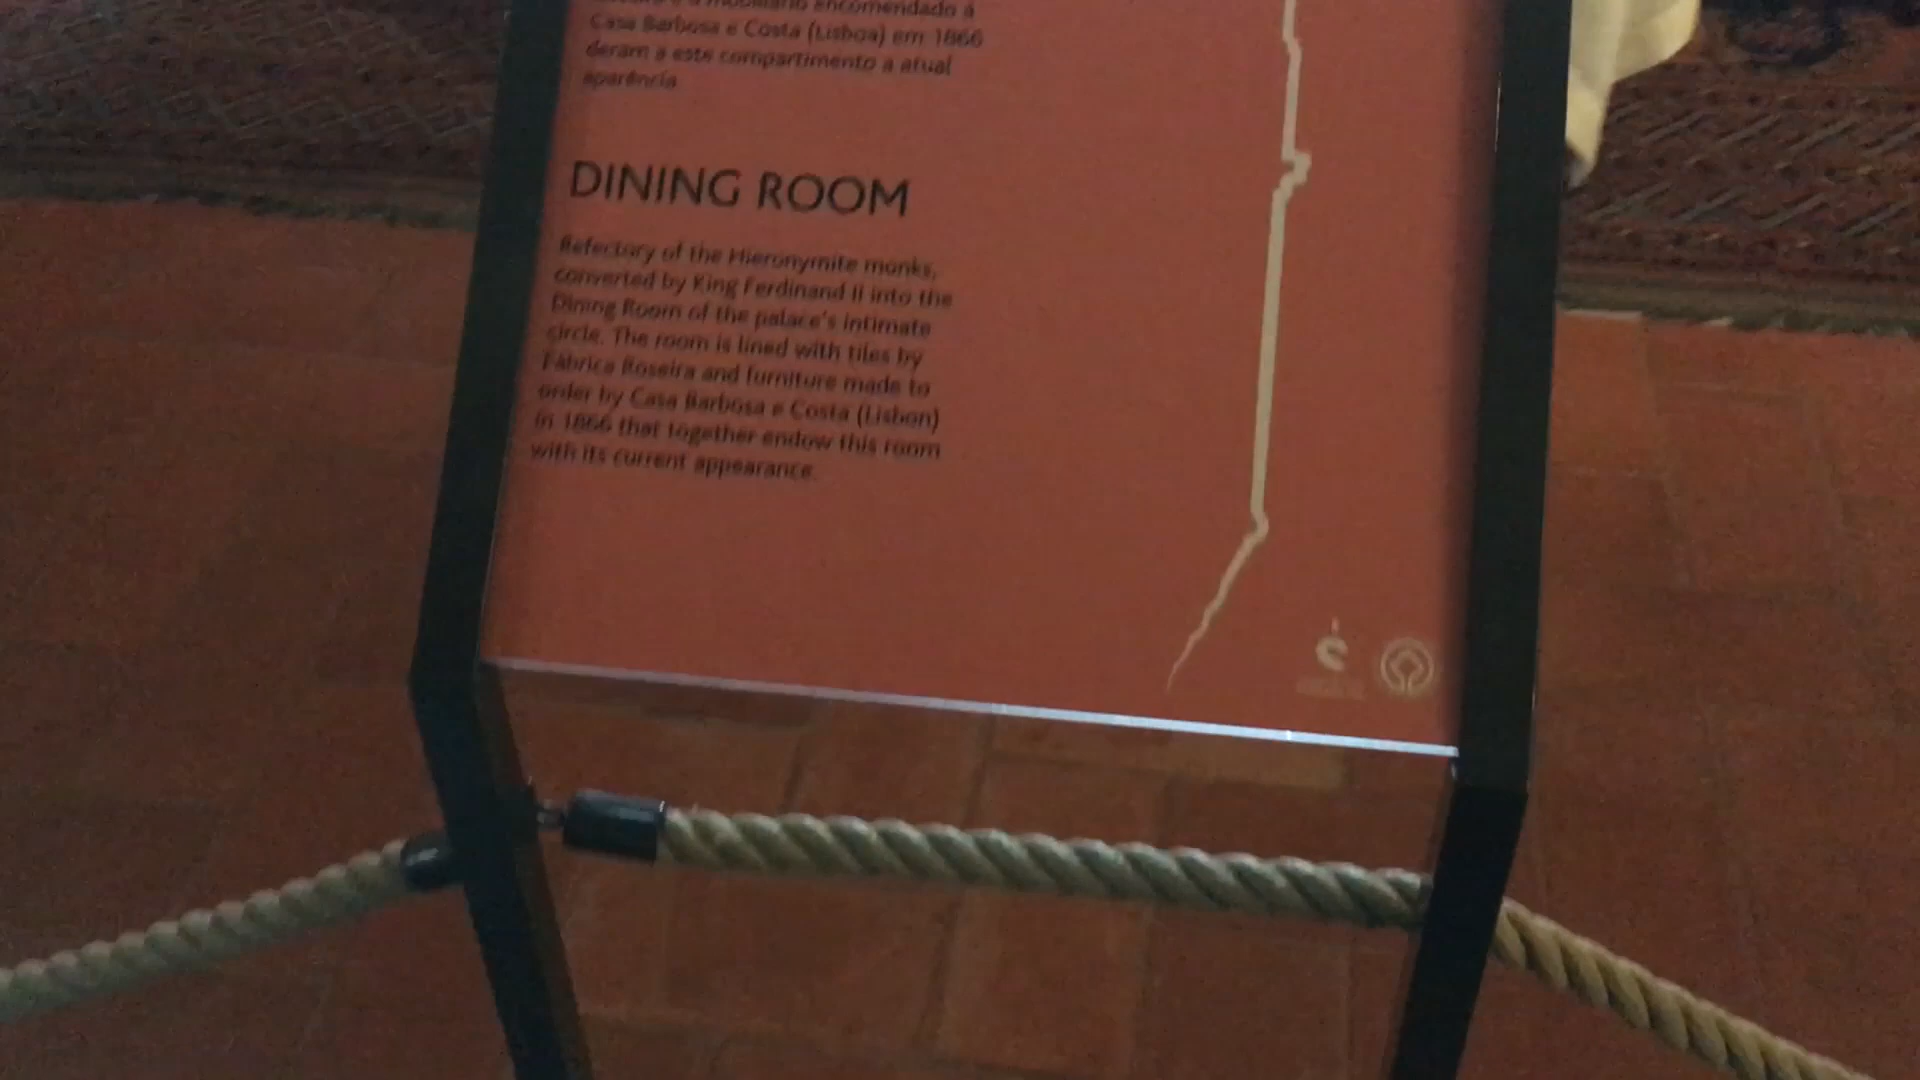 mobiliário encomendado à
Casa Barbosa e Costa (Lisboa) em 1866
deram a este compartimento a atual
aparência.
DINING ROOM
Refectory of the Hieronymite monks,
converted by King Ferdinand II into the
Dining Room of the palace's intimate
circle. The room is lined with tiles by
Fábrica Roseira and furniture made to
order by Casa Barbosa e Costa (Lisbon)
in 1866 that together endow this room
with its current appearance.